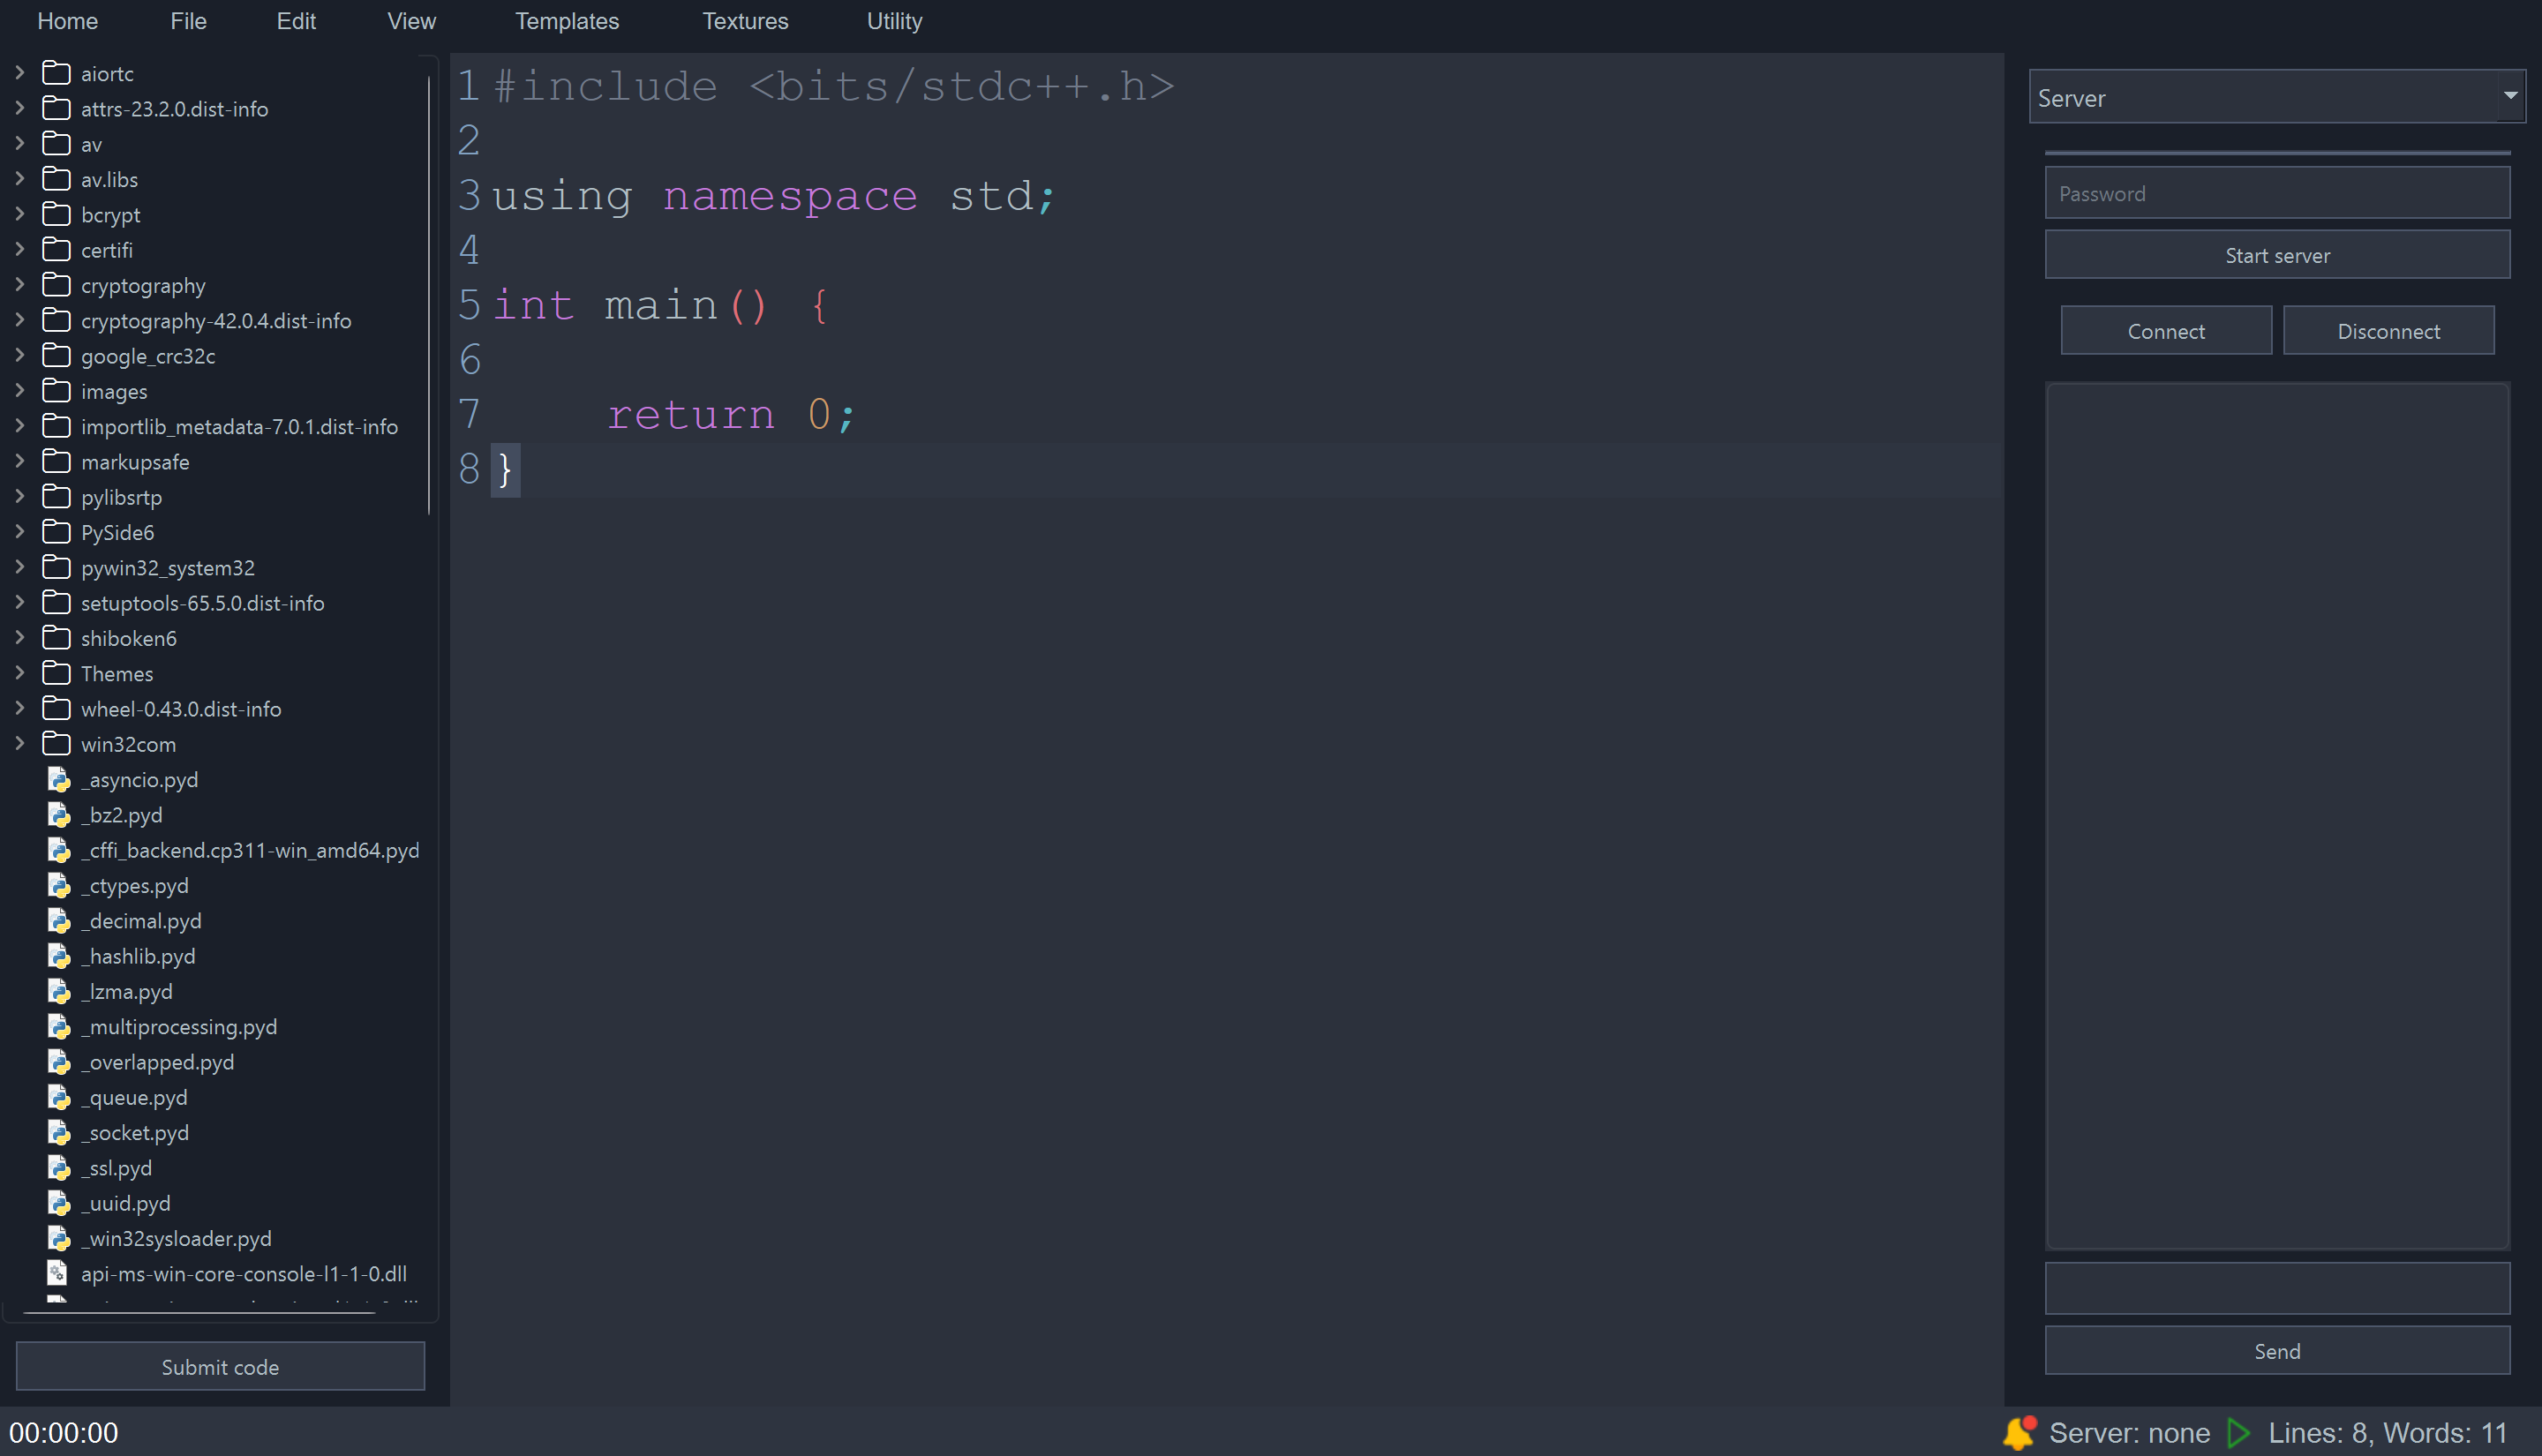 Home File Edit View Templates Textures Utility
aiortc
attrs-23.2.0.dist-info
av
av.libs
bcrypt
certifi
cryptography
cryptography-42.0.4.dist-info
google_crc32c
images
importlib_metadata-7.0.1.dist-info
markupsafe
pylibsrtp
PySide6
pywin32_system32
setuptools-65.5.0.dist-info
shiboken6
Themes
wheel-0.43.0.dist-info
win32com
_asyncio.pyd
_bz2.pyd
_cffi_backend.cp311-win_amd64.pyd
_ctypes.pyd
_decimal.pyd
_hashlib.pyd
_lzma.pyd
_multiprocessing.pyd
_overlapped.pyd
_queue.pyd
_socket.pyd
_ssl.pyd
_uuid.pyd
_win32sysloader.pyd
api-ms-win-core-console-l1-1-0.dll
Submit code
1 #include <bits/stdc++.h>
2
3 using namespace std;
4
5 int main() {
6
7     return 0;
8 }
Server
Password
Start server
Connect Disconnect
Send
00:00:00 Server: none Lines: 8, Words: 11